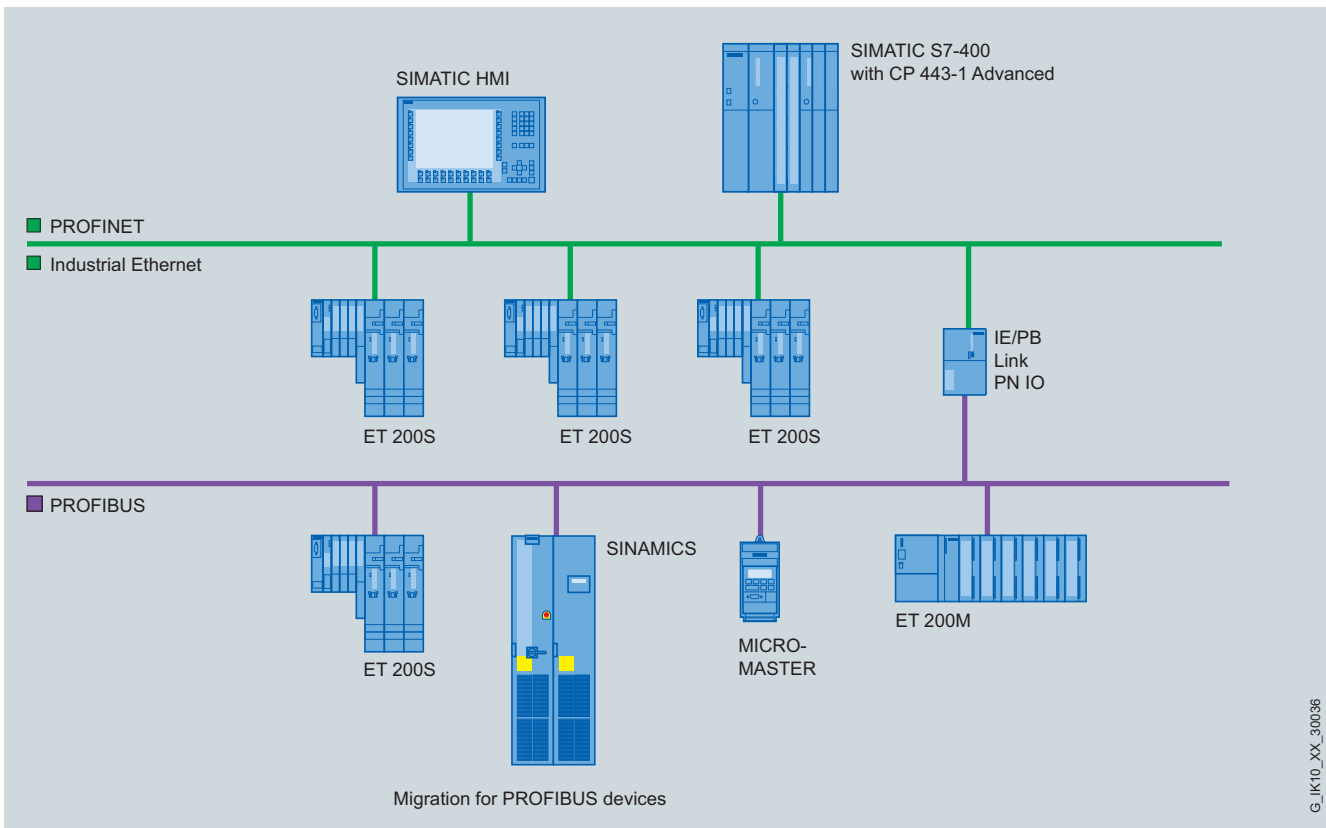 SIMATIC S7-400
with CP 443-1 Advanced
SIMATIC HMI
PROFINET
Industrial Ethernet
IE/PB
Link
PN IO
ET 200S
ET 200S
ET 200S
PROFIBUS
SINAMICS
ET 200M
MICRO-
MASTER
ET 200S
Migration for PROFIBUS devices
G_IK10_XX_30036